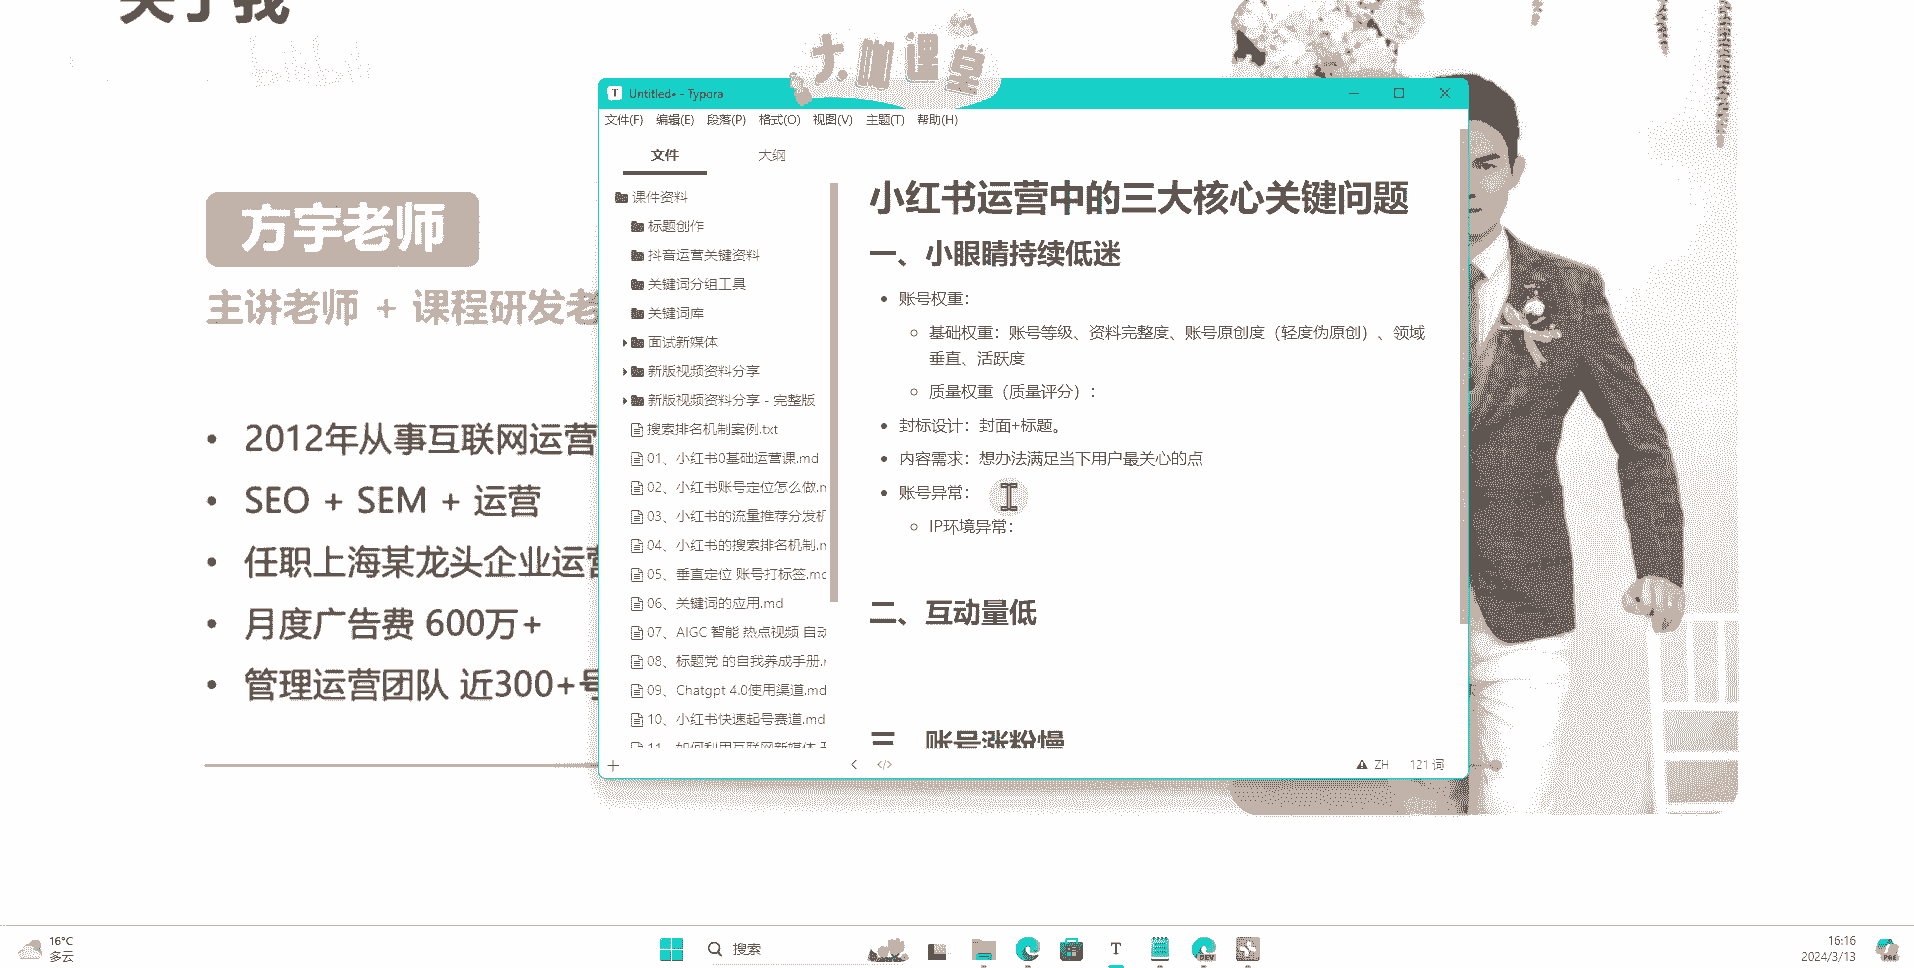 关于我
bilibili
大咖课堂
方宇老师
主讲老师 + 课程研发老
2012年从事互联网运营
SEO + SEM + 运营
任职上海某龙头企业运营
月度广告费 600万+
管理运营团队 近300+号
Untitled• - Typora
文件(F) 编辑(E) 段落(P) 格式(O) 视图(V) 主题(T) 帮助(H)
文件 大纲
课件资料
标题创作
抖音运营关键资料
关键词分组工具
关键词库
面试新媒体
新版视频资料分享
新版视频资料分享 - 完整版
搜索排名机制案例.txt
01、小红书0基础运营课.md
02、小红书账号定位怎么做.m
03、小红书的流量推荐分发机
04、小红书的搜索排名机制.m
05、垂直定位 账号打标签.md
06、关键词的应用.md
07、AIGC 智能 热点视频 自动
08、标题党 的自我养成手册.m
09、Chatgpt 4.0使用渠道.md
10、小红书快速起号赛道.md
11、如何利用互联网新媒体
小红书运营中的三大核心关键问题
一、小眼睛持续低迷
账号权重：
基础权重：账号等级、资料完整度、账号原创度（轻度伪原创）、领域
垂直、活跃度
质量权重（质量评分）：
封标设计：封面+标题。
内容需求：想办法满足当下用户最关心的点
账号异常：
IP环境异常：
二、互动量低
三、账号涨粉慢
ZH 121 词
16°C
多云
搜索
T
DEV
16:16
2024/3/13
PRE